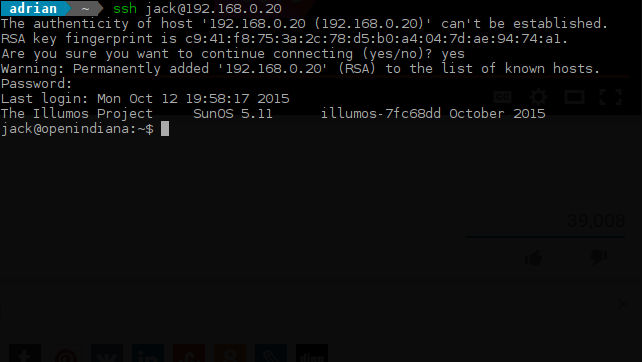 adrian ~ ssh jack@192.168.0.20
The authenticity of host '192.168.0.20 (192.168.0.20)' can't be established.
RSA key fingerprint is c9:41:f8:75:3a:2c:78:d5:b0:a4:04:7d:ae:94:74:a1.
Are you sure you want to continue connecting (yes/no)? yes
Warning: Permanently added '192.168.0.20' (RSA) to the list of known hosts.
Password:
Last login: Mon Oct 12 19:58:17 2015
The Illumos Project     SunOS 5.11      illumos-7fc68dd October 2015
jack@openindiana:~$
39,008